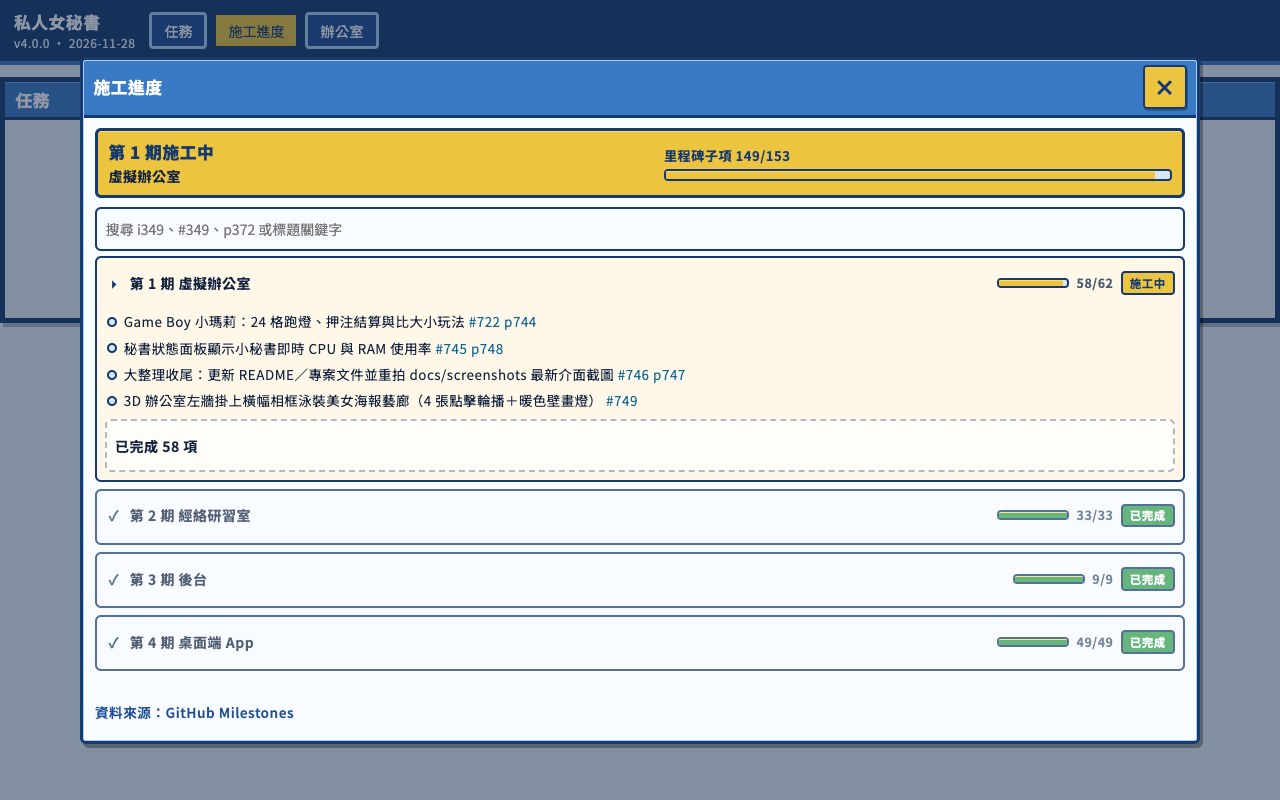 私人女秘書
v4.0.0 · 2026-11-28
任務
施工進度
辦公室
任務
施工進度
×
第 1 期施工中
虛擬辦公室
里程碑子項 149/153
搜尋 i349、#349、p372 或標題關鍵字
第 1 期 虛擬辦公室
58/62
施工中
Game Boy 小瑪莉：24 格跑燈、押注結算與比大小玩法 #722 p744
秘書狀態面板顯示小秘書即時 CPU 與 RAM 使用率 #745 p748
大整理收尾：更新 README／專案文件並重拍 docs/screenshots 最新介面截圖 #746 p747
3D 辦公室左牆掛上橫幅相框泳裝美女海報藝廊（4 張點擊輪播＋暖色壁畫燈） #749
已完成 58 項
✓ 第 2 期 經絡研習室
33/33
已完成
✓ 第 3 期 後台
9/9
已完成
✓ 第 4 期 桌面端 App
49/49
已完成
資料來源：GitHub Milestones